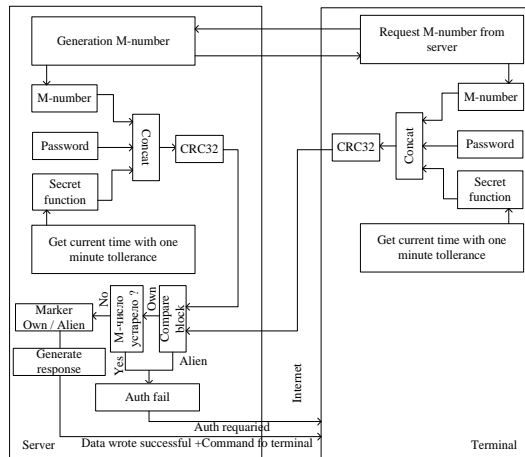 Generation M-number
Request M-number from
server
M-number
M-number
Concat
Concat
Password
Password
CRC32
CRC32
Secret
function
Secret
function
Get current time with one
minute tollerance
Get current time with one
minute tollerance
Marker
Own / Alien
No
М-число
устарело ?
Own
Compare
block
Generate
response
Yes
Alien
Internet
Auth fail
Auth requaried
Server
Data wrote successful +Command fo terminal
Terminal